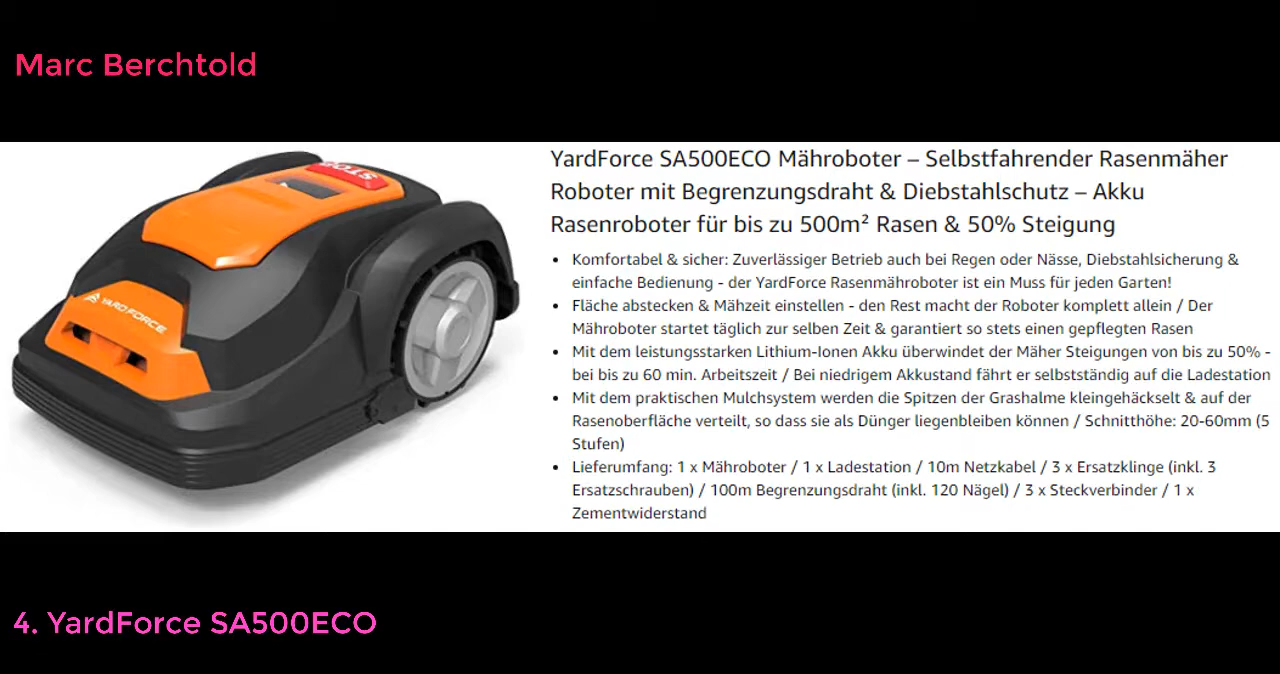 Marc Berchtold
STOP
YARD FORCE
YardForce SA500ECO Mähroboter – Selbstfahrender Rasenmäher
Roboter mit Begrenzungsdraht & Diebstahlschutz – Akku
Rasenroboter für bis zu 500m² Rasen & 50% Steigung
• Komfortabel & sicher: Zuverlässiger Betrieb auch bei Regen oder Nässe, Diebstahlsicherung &
einfache Bedienung - der YardForce Rasenmähroboter ist ein Muss für jeden Garten!
• Fläche abstecken & Mähzeit einstellen - den Rest macht der Roboter komplett allein / Der
Mähroboter startet täglich zur selben Zeit & garantiert so stets einen gepflegten Rasen
• Mit dem leistungsstarken Lithium-Ionen Akku überwindet der Mäher Steigungen von bis zu 50% -
bei bis zu 60 min. Arbeitszeit / Bei niedrigem Akkustand fährt er selbstständig auf die Ladestation
• Mit dem praktischen Mulchsystem werden die Spitzen der Grashalme kleingehäckselt & auf der
Rasenoberfläche verteilt, so dass sie als Dünger liegenbleiben können / Schnitthöhe: 20-60mm (5
Stufen)
• Lieferumfang: 1 x Mähroboter / 1 x Ladestation / 10m Netzkabel / 3 x Ersatzklinge (inkl. 3
Ersatzschrauben) / 100m Begrenzungsdraht (inkl. 120 Nägel) / 3 x Steckverbinder / 1 x
Zementwiderstand
4. YardForce SA500ECO